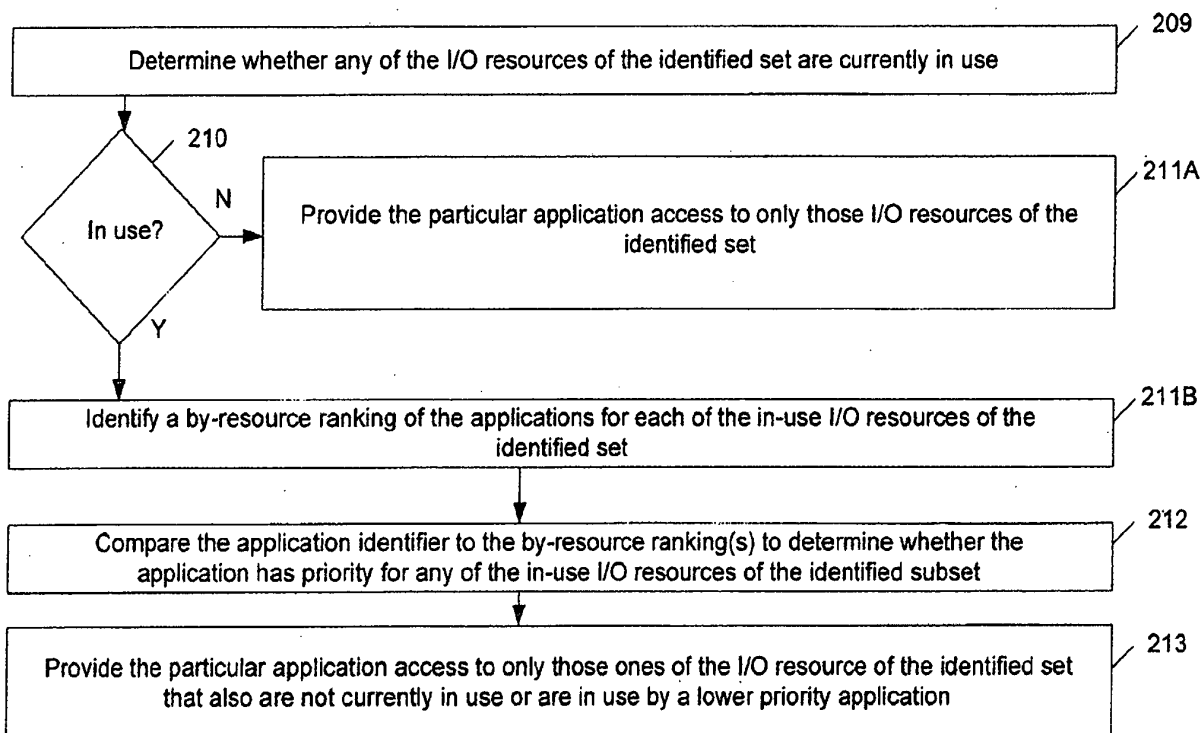 209
Determine whether any of the I/O resources of the identified set are currently in use
210
In use?
N
Y
211A
Provide the particular application access to only those I/O resources of the
identified set
211B
Identify a by-resource ranking of the applications for each of the in-use I/O resources of the
identified set
212
Compare the application identifier to the by-resource ranking(s) to determine whether the
application has priority for any of the in-use I/O resources of the identified subset
213
Provide the particular application access to only those ones of the I/O resource of the identified set
that also are not currently in use or are in use by a lower priority application